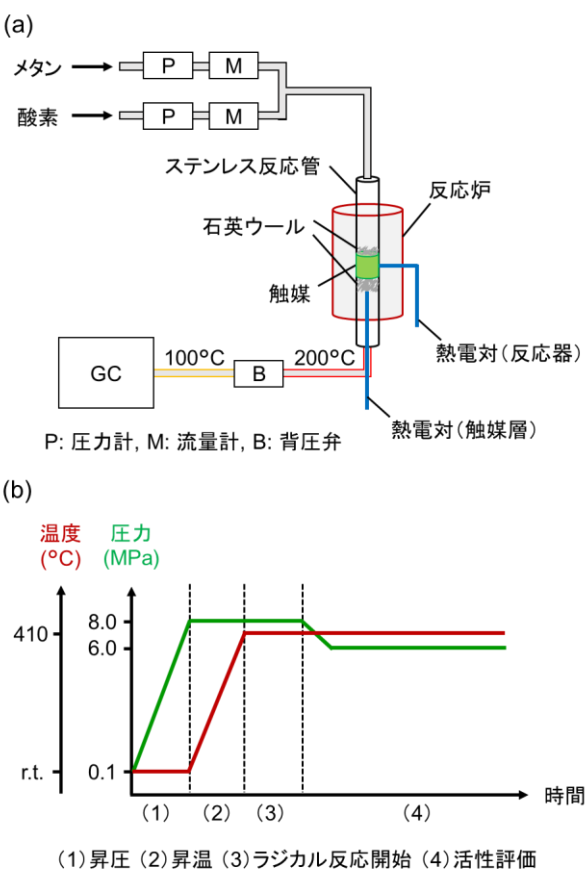 (a)
メタン
P
M
酸素
P
M
ステンレス反応管
反応炉
石英ウール
触媒
熱電対(反応器)
GC
100°C
B
200°C
熱電対(触媒層)
P: 圧力計, M: 流量計, B: 背圧弁
(b)
温度
(°C)
圧力
(MPa)
410
8.0
6.0
r.t.
0.1
時間
(1)
(2)
(3)
(4)
(1)昇圧 (2)昇温 (3)ラジカル反応開始 (4)活性評価